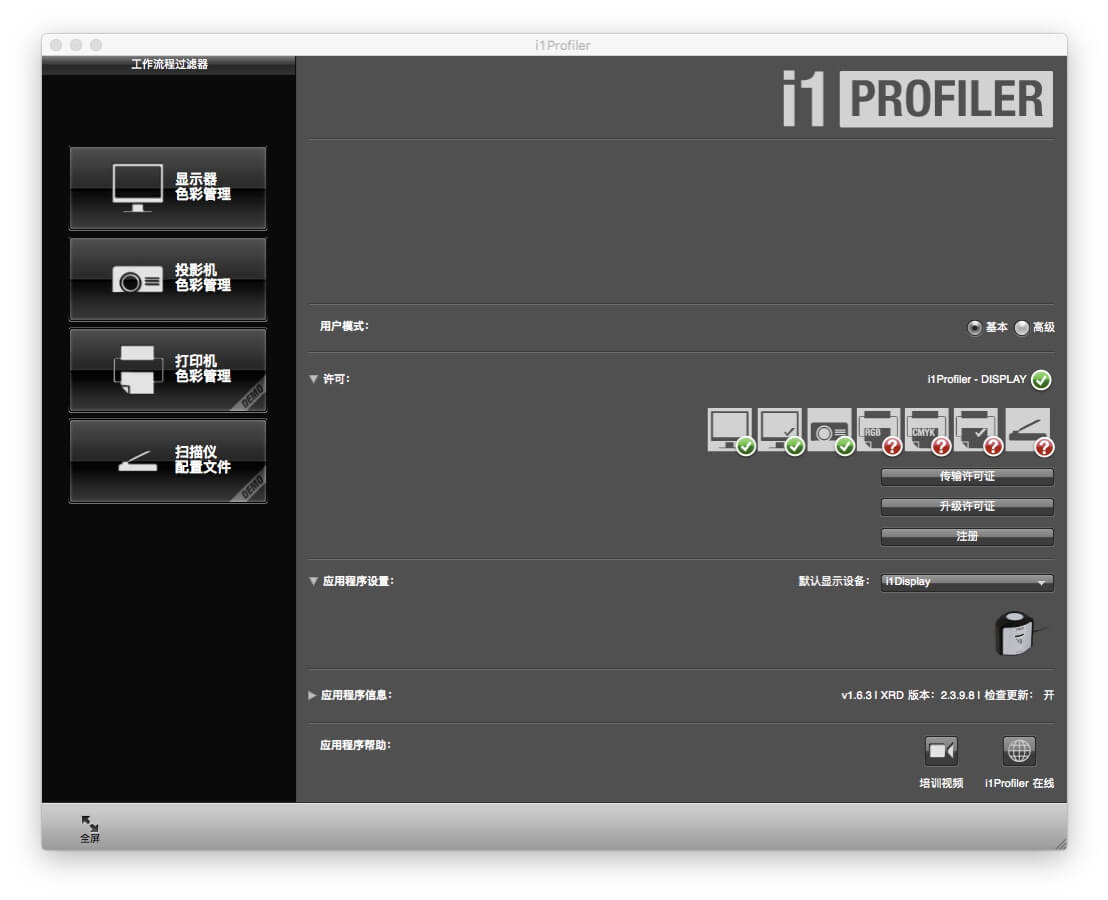 i1Profiler
工作流程过滤器
i1 PROFILER
显示器
色彩管理
投影机
色彩管理
打印机
色彩管理
DEMO
扫描仪
配置文件
DEMO
用户模式:
基本 高级
许可:
i1Profiler - DISPLAY
RGB CMYK
传输许可证
升级许可证
注册
应用程序设置:
默认显示设备: i1Display
应用程序信息:
v1.6.3 | XRD 版本: 2.3.9.8 | 检查更新: 开
应用程序帮助:
培训视频 i1Profiler 在线
全屏